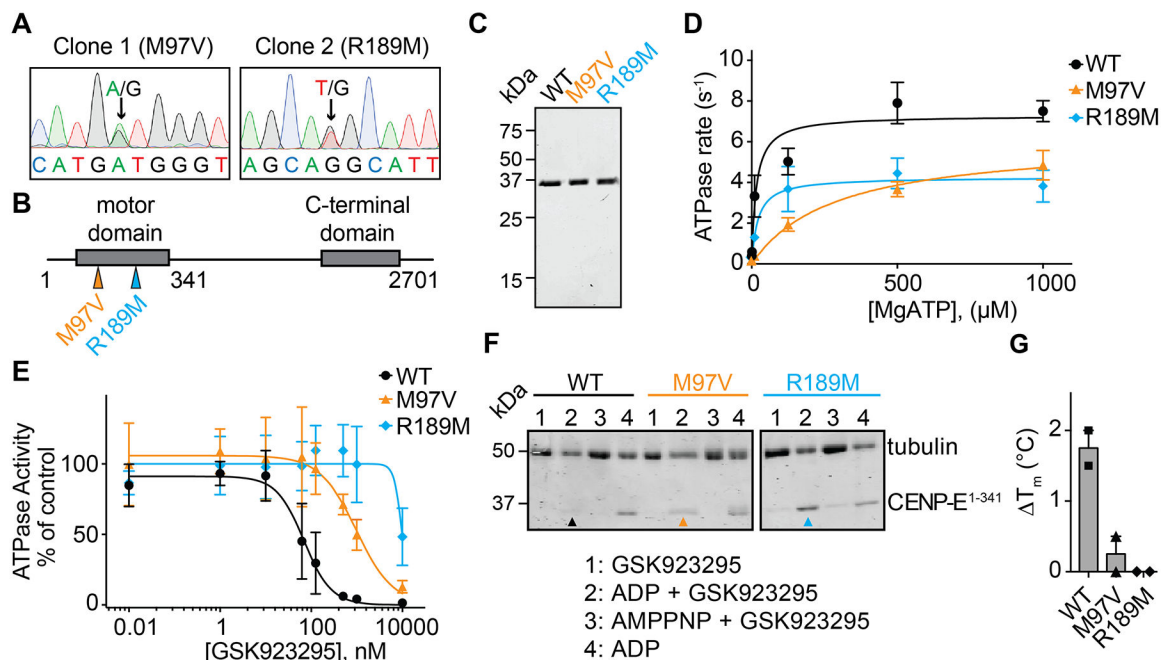 A
Clone 1 (M97V)
Clone 2 (R189M)
A/G
T/G
C A T G A T G G G T
A G C A G G C A T T
B
motor domain
C-terminal domain
1
341
2701
M97V
R189M
C
kDa
WT
M97V
R189M
75
50
37
25
15
D
WT
M97V
R189M
ATPase rate (s-1)
10
8
6
4
2
0
0
500
1000
[MgATP], (μM)
E
WT
M97V
R189M
ATPase Activity
% of control
100
50
0
0.01
1
100
10000
[GSK923295], nM
F
kDa
WT
M97V
R189M
1 2 3 4 1 2 3 4 1 2 3 4
50
37
tubulin
CENP-E1-341
1: GSK923295
2: ADP + GSK923295
3: AMPPNP + GSK923295
4: ADP
G
ΔTm (°C)
2
1
0
WT
M97V
R189M